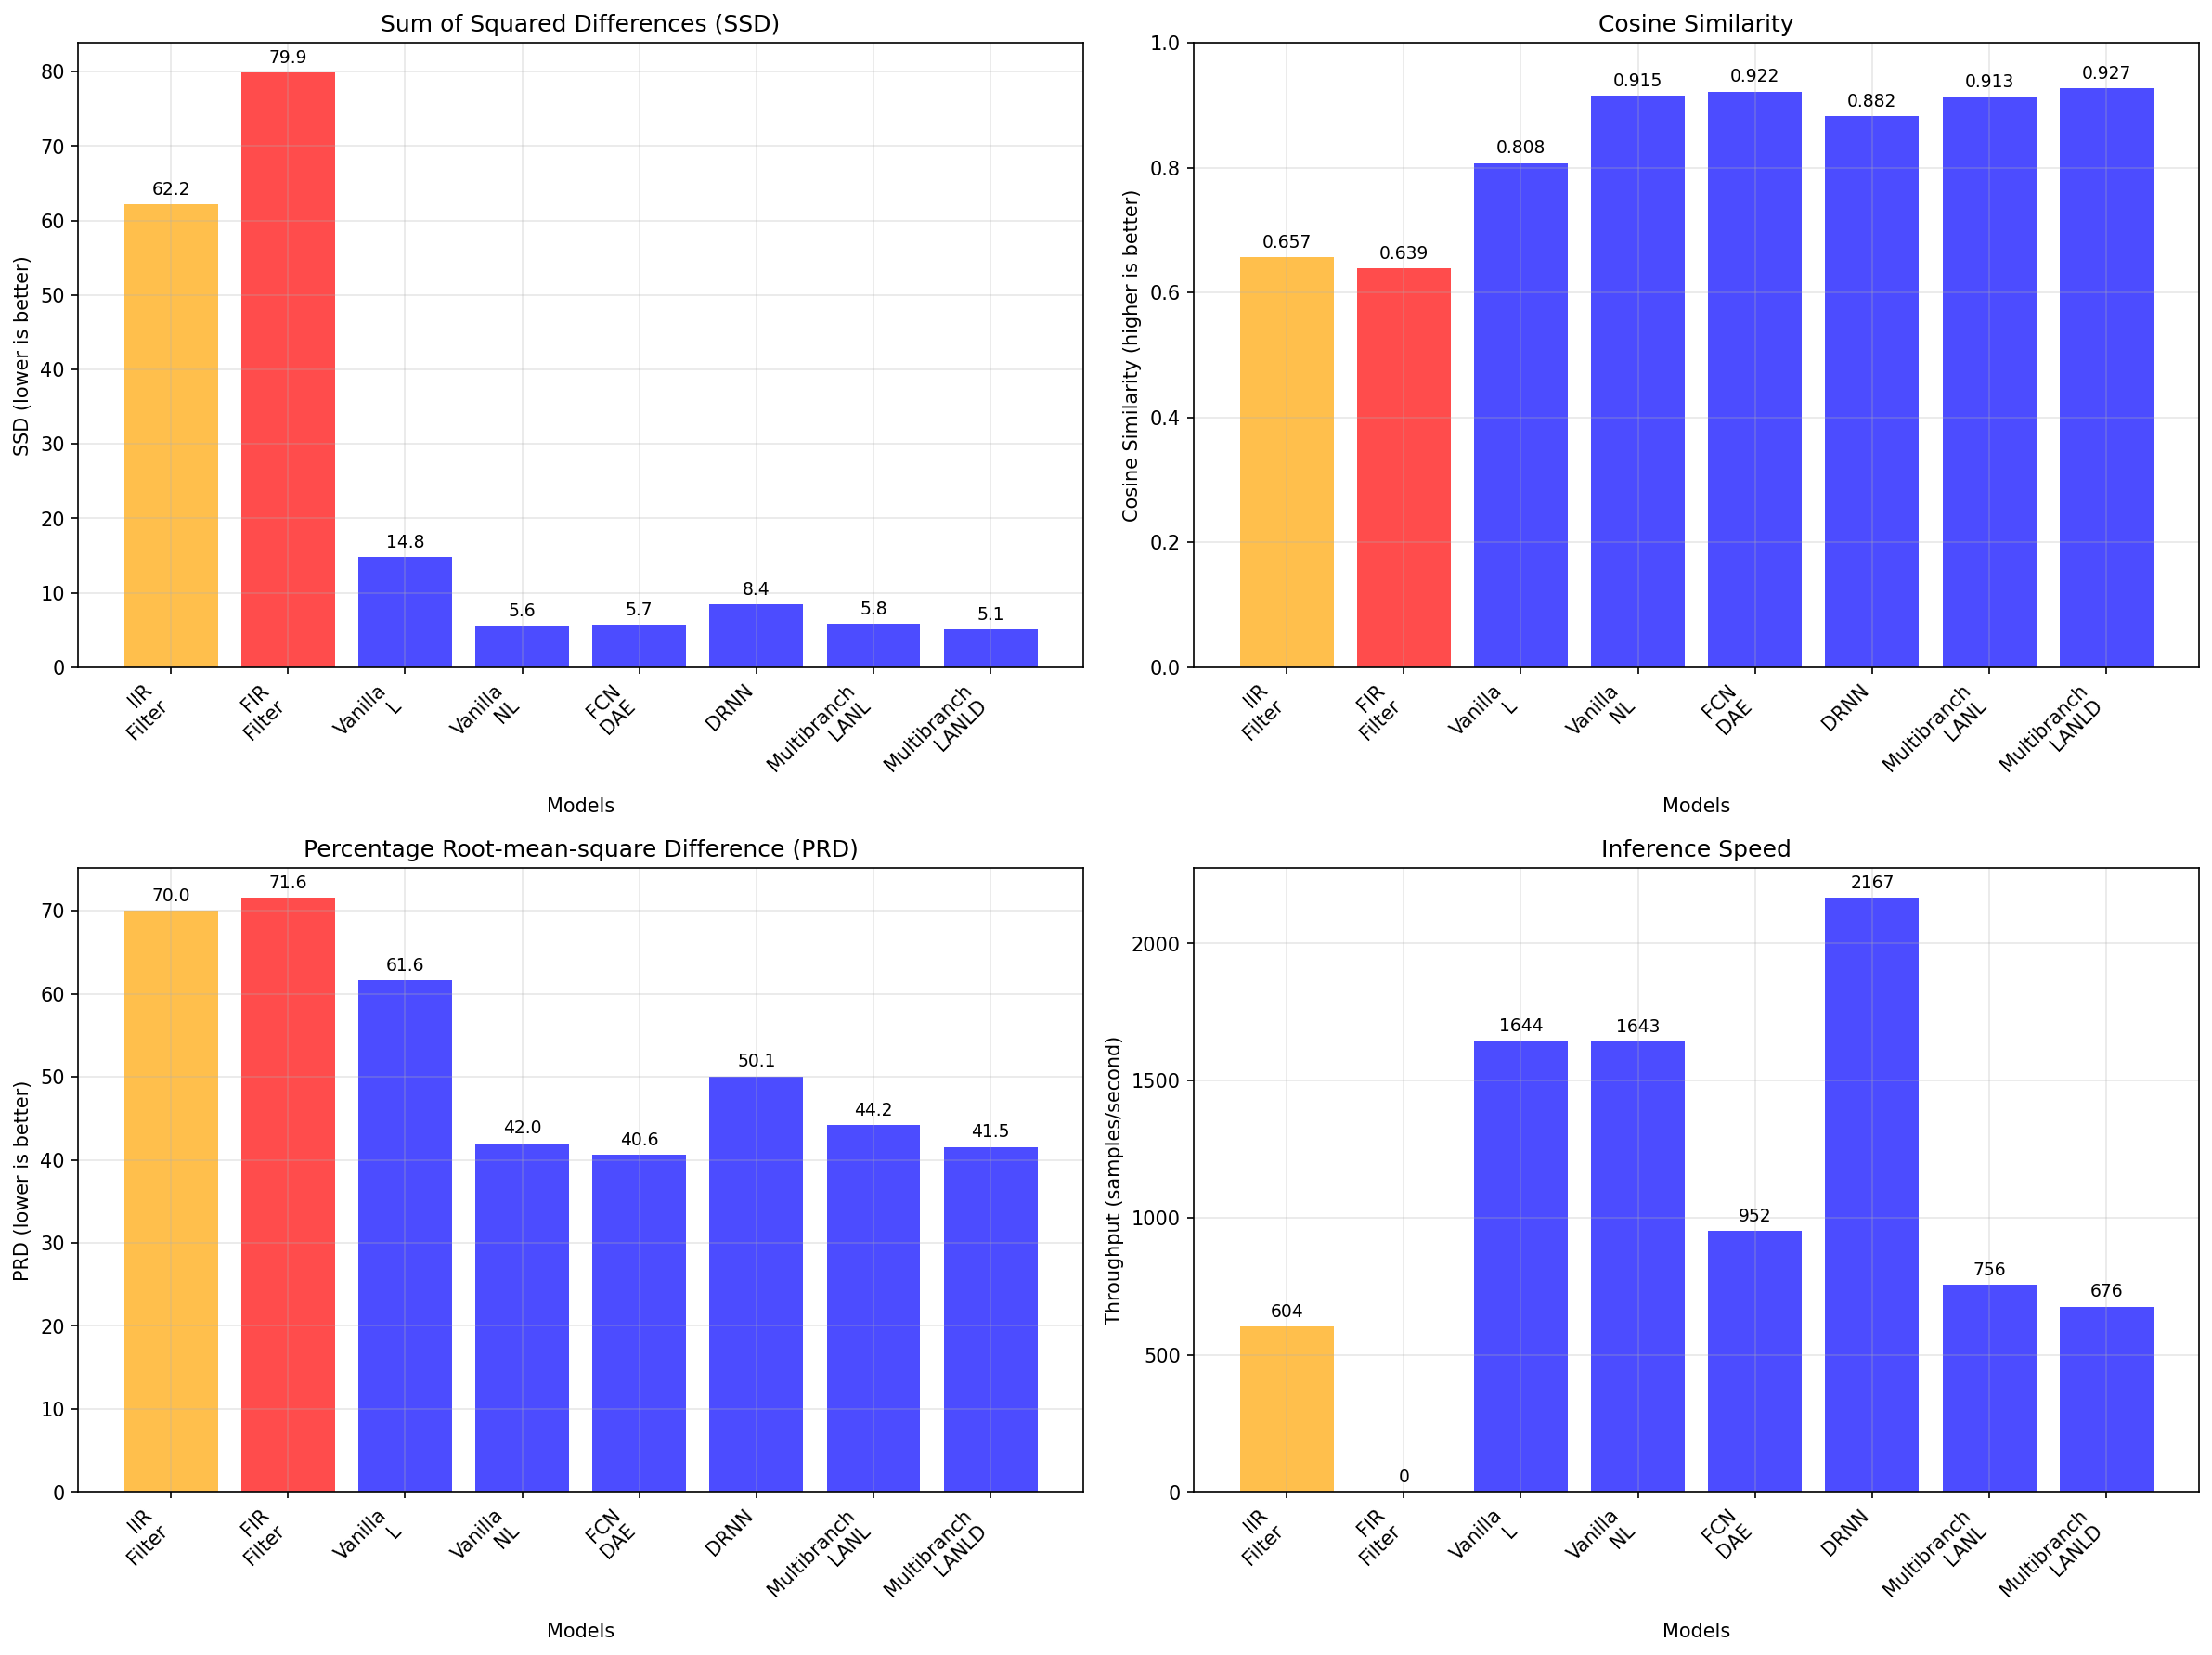 Sum of Squared Differences (SSD)
SSD (lower is better)
80
70
60
50
40
30
20
10
0
62.2
79.9
14.8
5.6
5.7
8.4
5.8
5.1
IIR
Filter
FIR
Filter
Vanilla
L
Vanilla
NL
FCN
DAE
DRNN
Multibranch
LANL
Multibranch
LANLD
Models
Cosine Similarity
Cosine Similarity (higher is better)
1.0
0.8
0.6
0.4
0.2
0.0
0.657
0.639
0.808
0.915
0.922
0.882
0.913
0.927
IIR
Filter
FIR
Filter
Vanilla
L
Vanilla
NL
FCN
DAE
DRNN
Multibranch
LANL
Multibranch
LANLD
Models
Percentage Root-mean-square Difference (PRD)
PRD (lower is better)
70
60
50
40
30
20
10
0
70.0
71.6
61.6
42.0
40.6
50.1
44.2
41.5
IIR
Filter
FIR
Filter
Vanilla
L
Vanilla
NL
FCN
DAE
DRNN
Multibranch
LANL
Multibranch
LANLD
Models
Inference Speed
Throughput (samples/second)
2000
1500
1000
500
0
604
0
1644
1643
952
2167
756
676
IIR
Filter
FIR
Filter
Vanilla
L
Vanilla
NL
FCN
DAE
DRNN
Multibranch
LANL
Multibranch
LANLD
Models